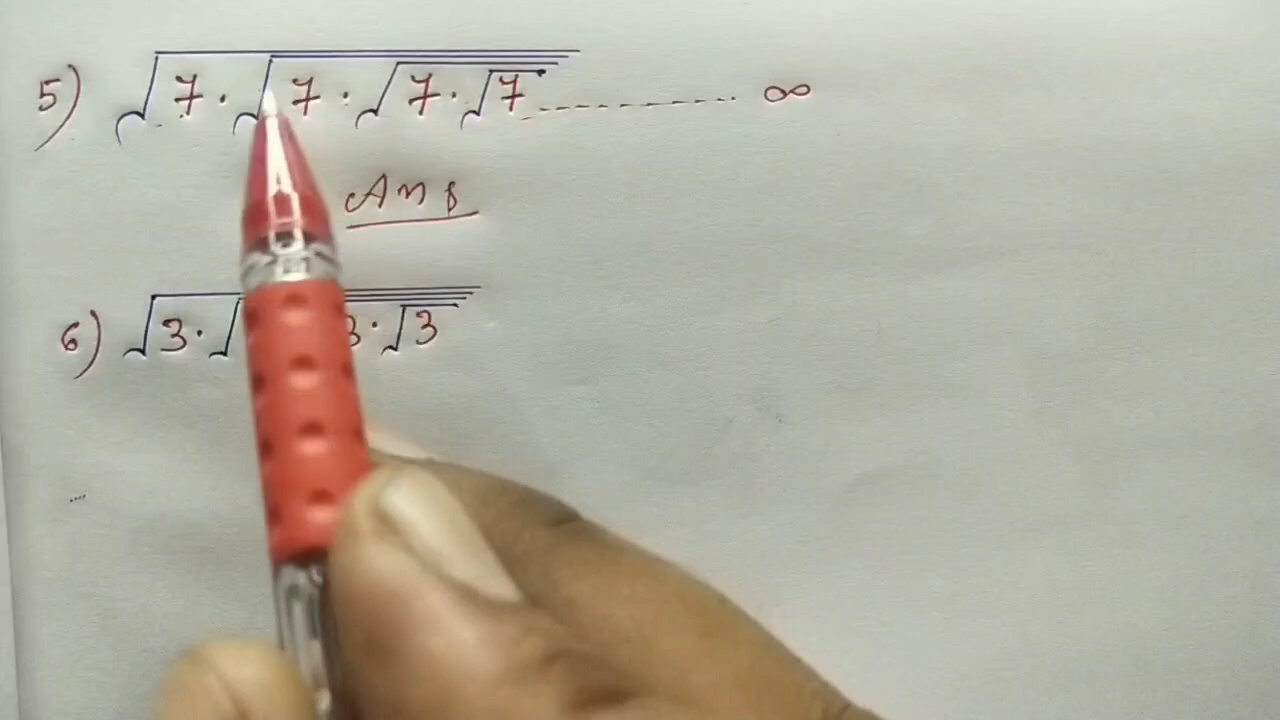 5) √7·√7·√7·√7 ---------- ∞
Ans
6) √3·√ 3·√3